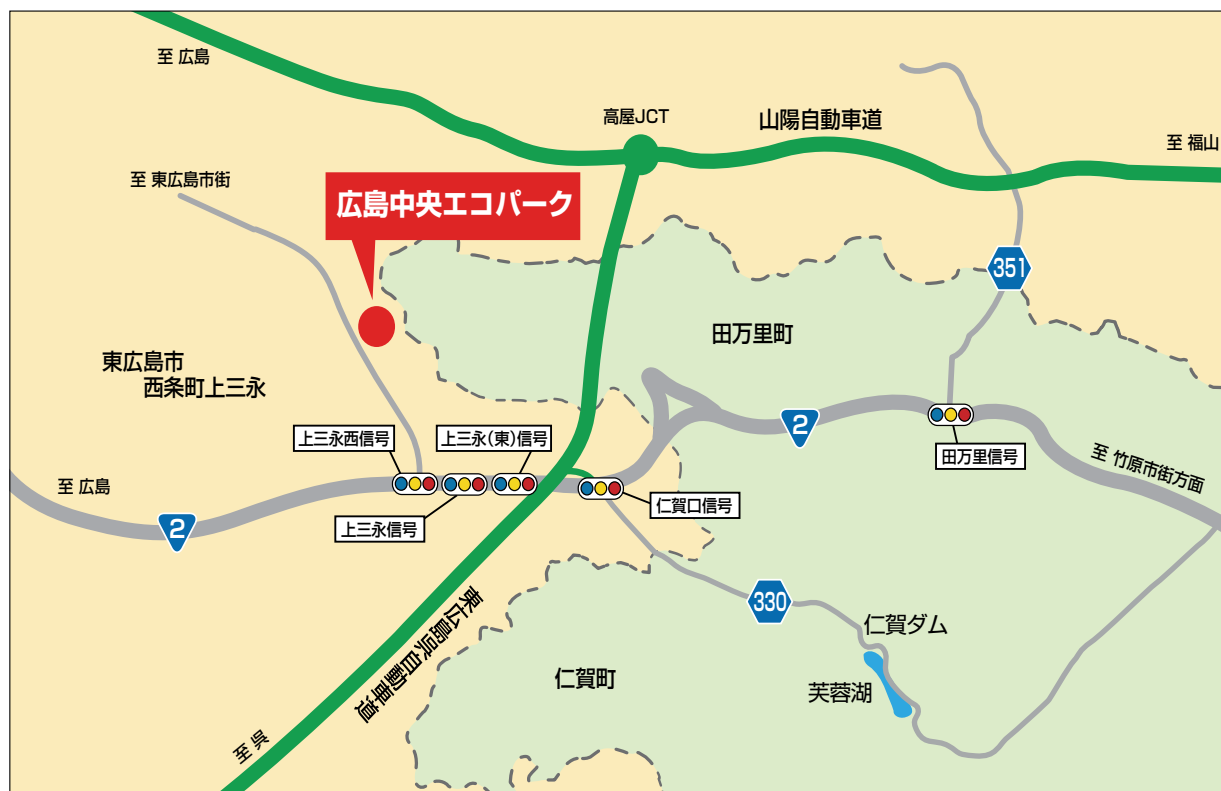 至 広島
高屋JCT
山陽自動車道
至 福山
至 東広島市街
広島中央エコパーク
351
田万里町
東広島市
西条町上三永
2
上三永西信号
上三永(東)信号
田万里信号
至 竹原市街方面
至 広島
2
上三永信号
仁賀口信号
330
東広島呉自動車道
仁賀ダム
仁賀町
芙蓉湖
至 呉